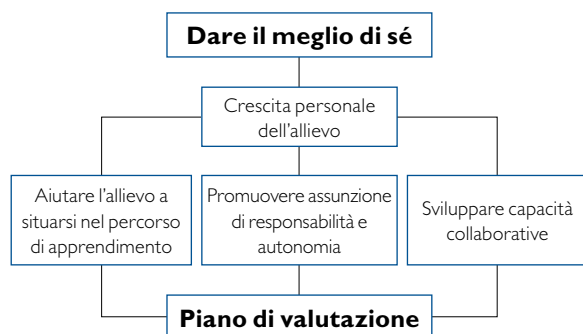 Dare il meglio di sé
Crescita personale
dell’allievo
Aiutare l’allievo a
situarsi nel percorso
di apprendimento
Promuovere assunzione
di responsabilità e
autonomia
Sviluppare capacità
collaborative
Piano di valutazione